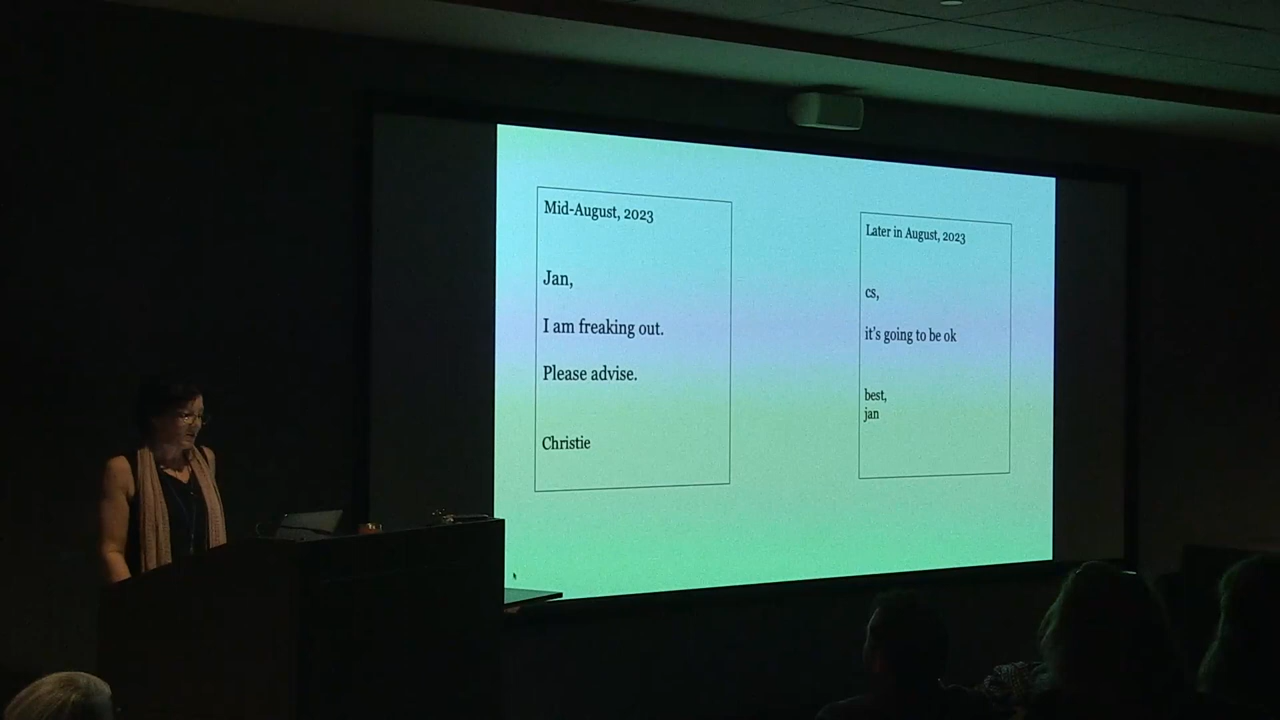 Mid-August, 2023
Jan,
I am freaking out.
Please advise.
Christie
Later in August, 2023
cs,
it's going to be ok
best,
jan